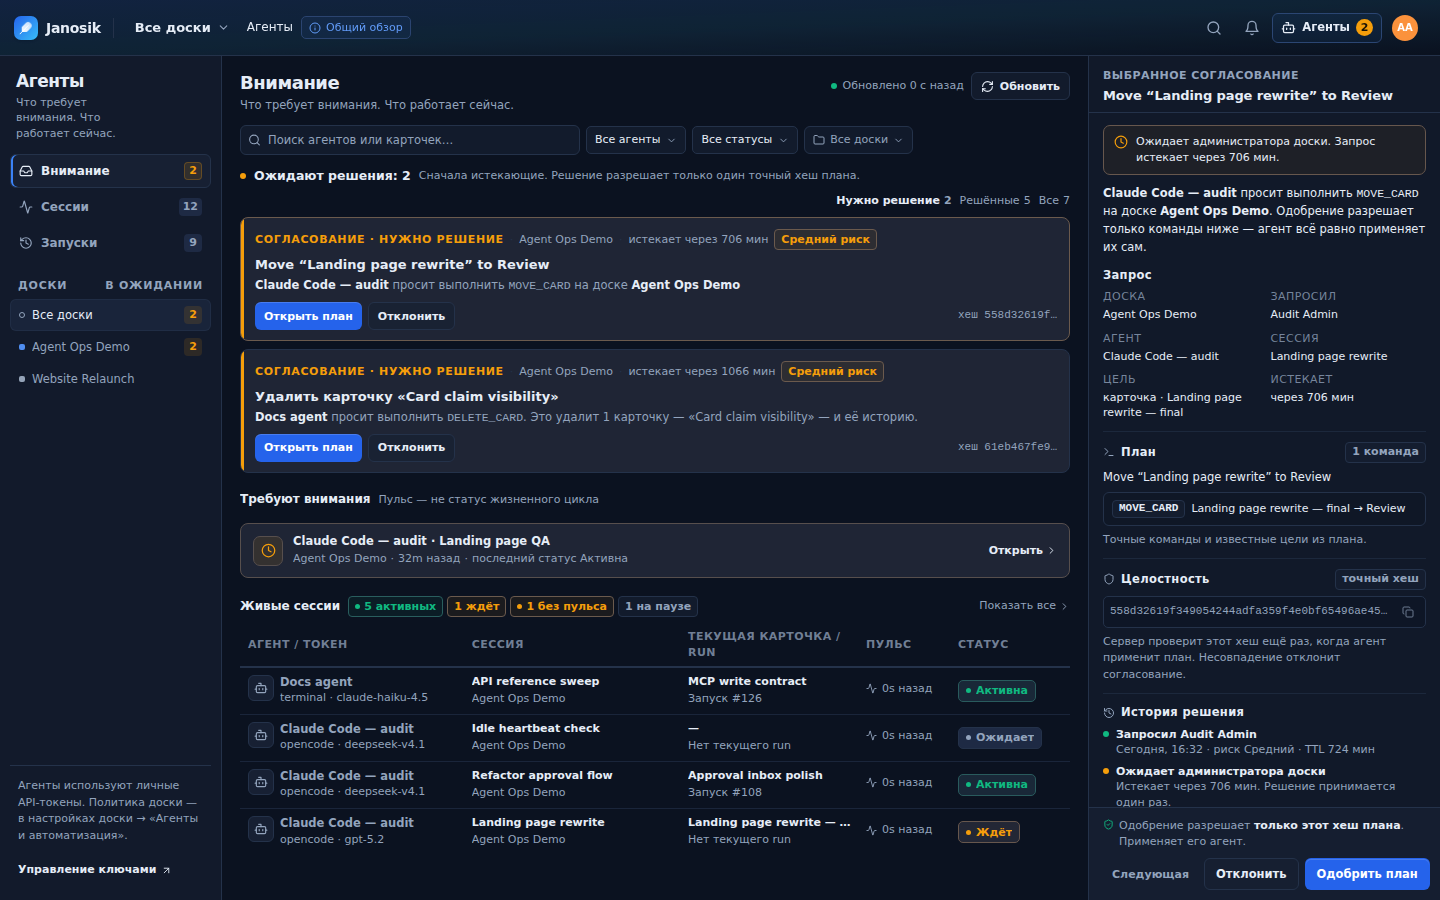 Janosik
Все доски
Агенты
Общий обзор
Агенты 2
AA
Агенты
Что требует
внимания. Что
работает сейчас.
Внимание 2
Сессии 12
Запуски 9
ДОСКИ В ОЖИДАНИИ
Все доски 2
Agent Ops Demo 2
Website Relaunch
Агенты используют личные
API-токены. Политика доски —
в настройках доски → «Агенты
и автоматизация».
Управление ключами
Внимание
Что требует внимания. Что работает сейчас.
Обновлено 0 с назад
Обновить
Поиск агентов или карточек…
Все агенты
Все статусы
Все доски
Ожидают решения: 2 Сначала истекающие. Решение разрешает только один точный хеш плана.
Нужно решение 2 Решённые 5 Все 7
СОГЛАСОВАНИЕ · НУЖНО РЕШЕНИЕ Agent Ops Demo истекает через 706 мин Средний риск
Move “Landing page rewrite” to Review
Claude Code — audit просит выполнить MOVE_CARD на доске Agent Ops Demo
Открыть план Отклонить хеш 558d32619f…
СОГЛАСОВАНИЕ · НУЖНО РЕШЕНИЕ Agent Ops Demo истекает через 1066 мин Средний риск
Удалить карточку «Card claim visibility»
Docs agent просит выполнить DELETE_CARD. Это удалит 1 карточку — «Card claim visibility» — и её историю.
Открыть план Отклонить хеш 61eb467fe9…
Требуют внимания Пульс — не статус жизненного цикла
Claude Code — audit · Landing page QA
Agent Ops Demo · 32m назад · последний статус Активна
Открыть
Живые сессии 5 активных 1 ждёт 1 без пульса 1 на паузе Показать все
АГЕНТ / ТОКЕН СЕССИЯ ТЕКУЩАЯ КАРТОЧКА / RUN ПУЛЬС СТАТУС
Docs agent API reference sweep MCP write contract 0s назад Активна
terminal · claude-haiku-4.5 Agent Ops Demo Запуск #126
Claude Code — audit Idle heartbeat check — 0s назад Ожидает
opencode · deepseek-v4.1 Agent Ops Demo Нет текущего run
Claude Code — audit Refactor approval flow Approval inbox polish 0s назад Активна
opencode · deepseek-v4.1 Agent Ops Demo Запуск #108
Claude Code — audit Landing page rewrite Landing page rewrite — … 0s назад Ждёт
opencode · gpt-5.2 Agent Ops Demo Нет текущего run
ВЫБРАННОЕ СОГЛАСОВАНИЕ
Move “Landing page rewrite” to Review
Ожидает администратора доски. Запрос
истекает через 706 мин.
Claude Code — audit просит выполнить MOVE_CARD
на доске Agent Ops Demo. Одобрение разрешает
только команды ниже — агент всё равно применяет
их сам.
Запрос
ДОСКА ЗАПРОСИЛ
Agent Ops Demo Audit Admin
АГЕНТ СЕССИЯ
Claude Code — audit Landing page rewrite
ЦЕЛЬ ИСТЕКАЕТ
карточка · Landing page через 706 мин
rewrite — final
План 1 команда
Move “Landing page rewrite” to Review
MOVE_CARD Landing page rewrite — final → Review
Точные команды и известные цели из плана.
Целостность точный хеш
558d32619f349054244adfa359f4e0bf65496ae45…
Сервер проверит этот хеш ещё раз, когда агент
применит план. Несовпадение отклонит
согласование.
История решения
Запросил Audit Admin
Сегодня, 16:32 · риск Средний · TTL 724 мин
Ожидает администратора доски
Истекает через 706 мин. Решение принимается
один раз.
Одобрение разрешает только этот хеш плана.
Применяет его агент.
Следующая Отклонить Одобрить план